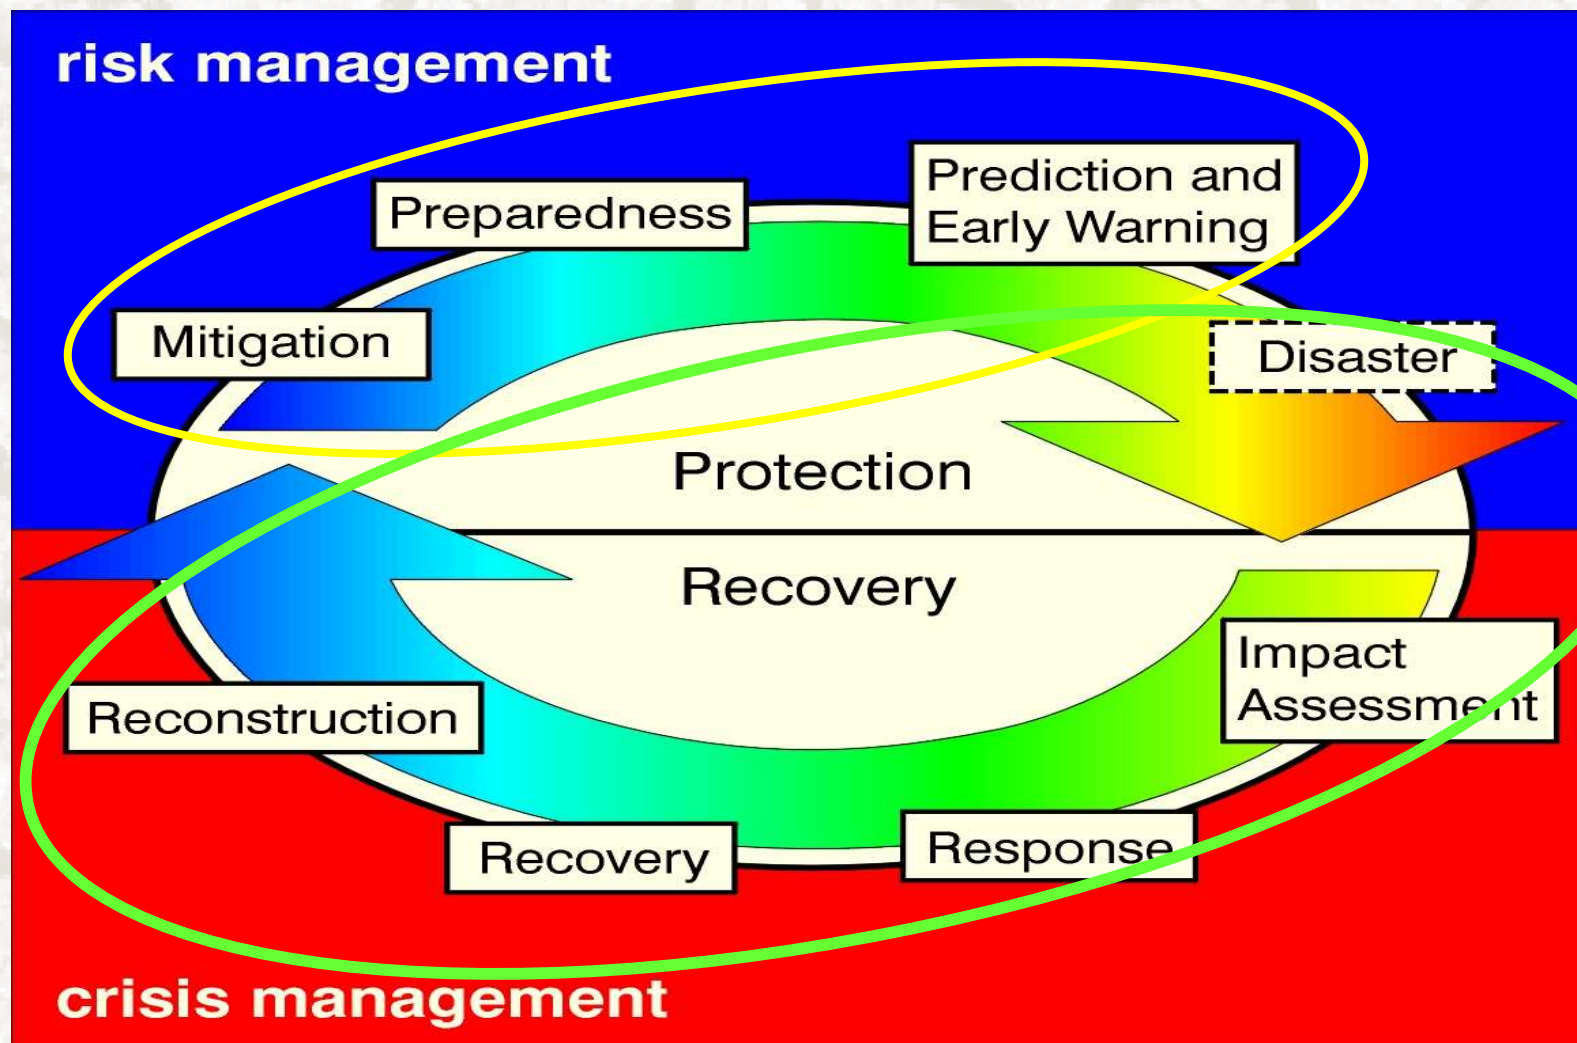 risk management
Prediction and
Early Warning
Preparedness
Mitigation
Disaster
Protection
Recovery
Impact
Assessment
Reconstruction
Response
Recovery
crisis management